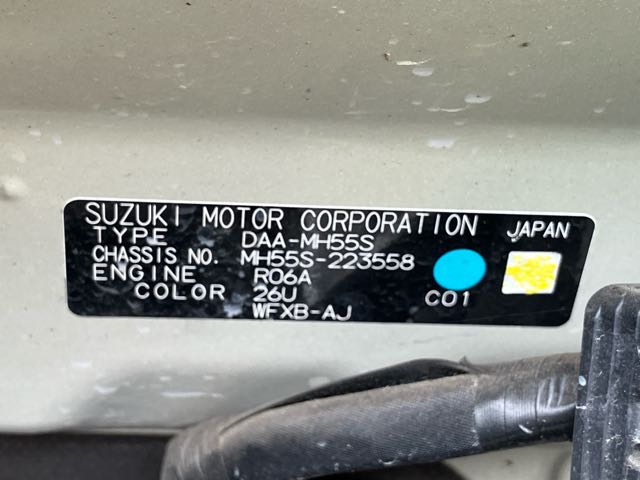 SUZUKI MOTOR CORPORATION JAPAN
TYPE DAA-MH55S
CHASSIS NO. MH55S-223558
ENGINE R06A
COLOR 26U C01
WFXB-AJ